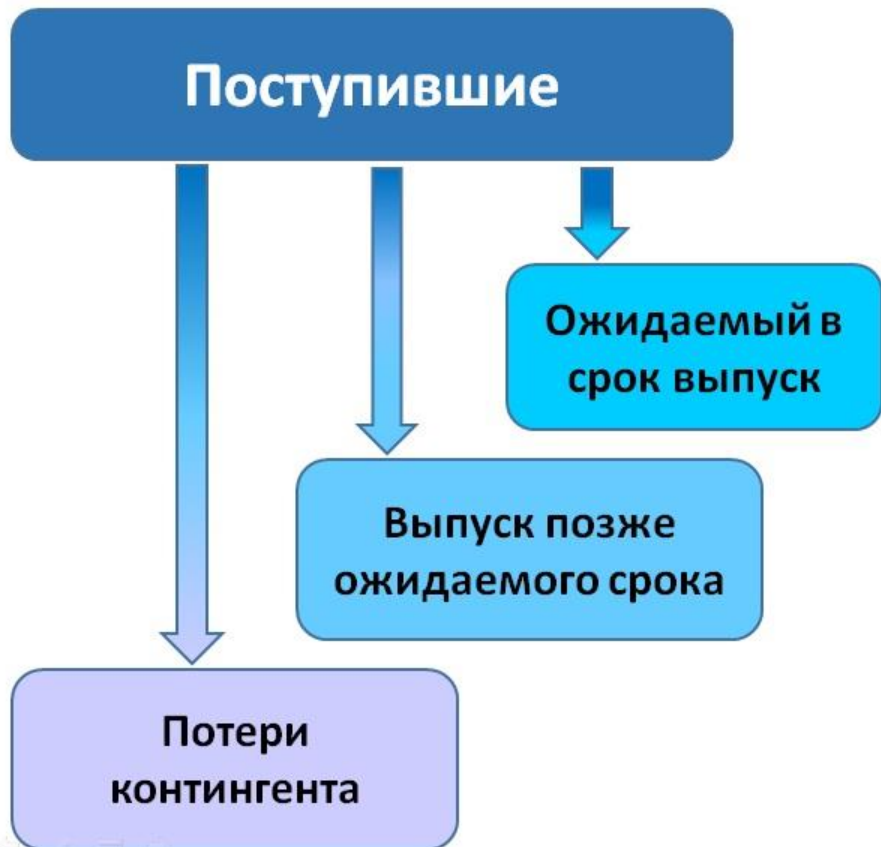 Поступившие
Ожидаемый в
срок выпуск
Выпуск позже
ожидаемого срока
Потери
контингента